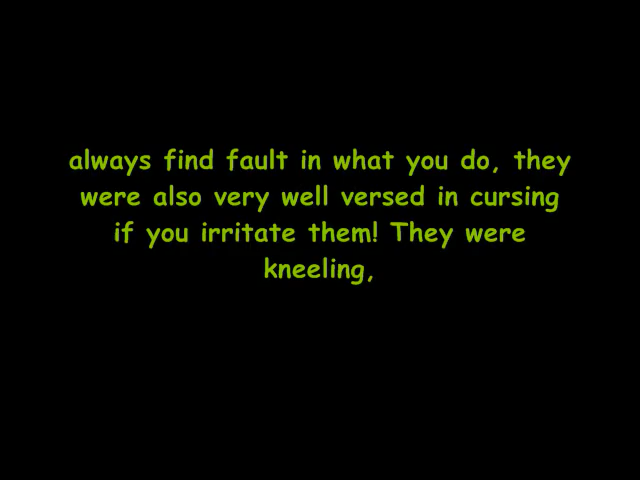 always find fault in what you do, they
were also very well versed in cursing
if you irritate them! They were
kneeling,